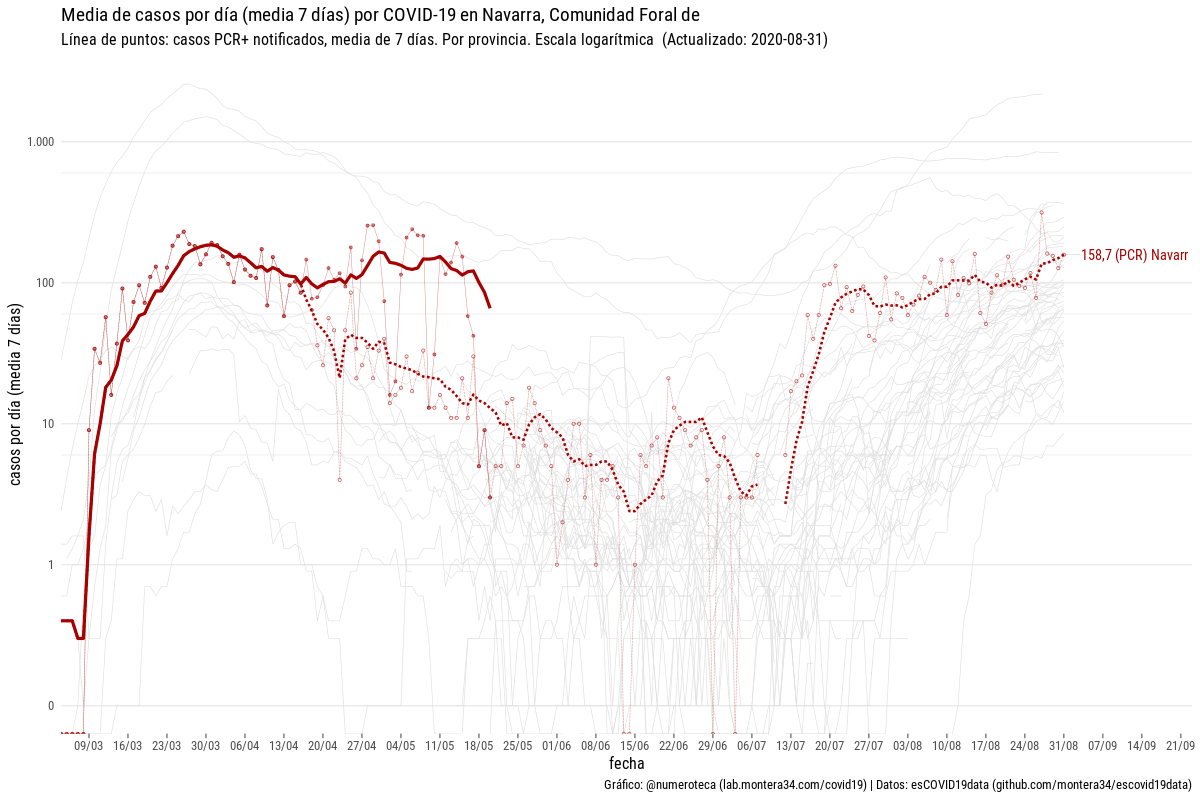 Media de casos por día (media 7 días) por COVID-19 en Navarra, Comunidad Foral de
Línea de puntos: casos PCR+ notificados, media de 7 días. Por provincia. Escala logarítmica (Actualizado: 2020-08-31)
casos por día (media 7 días)
1.000
100
10
1
0
158,7 (PCR) Navarr
09/03 16/03 23/03 30/03 06/04 13/04 20/04 27/04 04/05 11/05 18/05 25/05 01/06 08/06 15/06 22/06 29/06 06/07 13/07 20/07 27/07 03/08 10/08 17/08 24/08 31/08 07/09 14/09 21/09
fecha
Gráfico: @numeroteca (lab.montera34.com/covid19) | Datos: esCOVID19data (github.com/montera34/escovid19data)